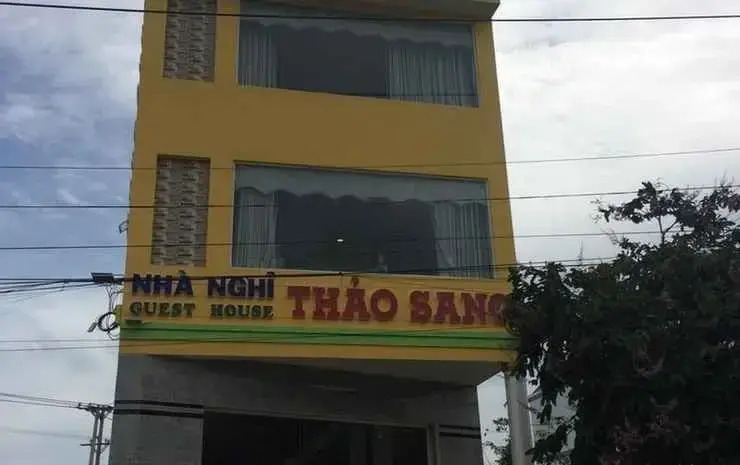 NHÀ NGHỈ THẢO SANG
GUEST HOUSE